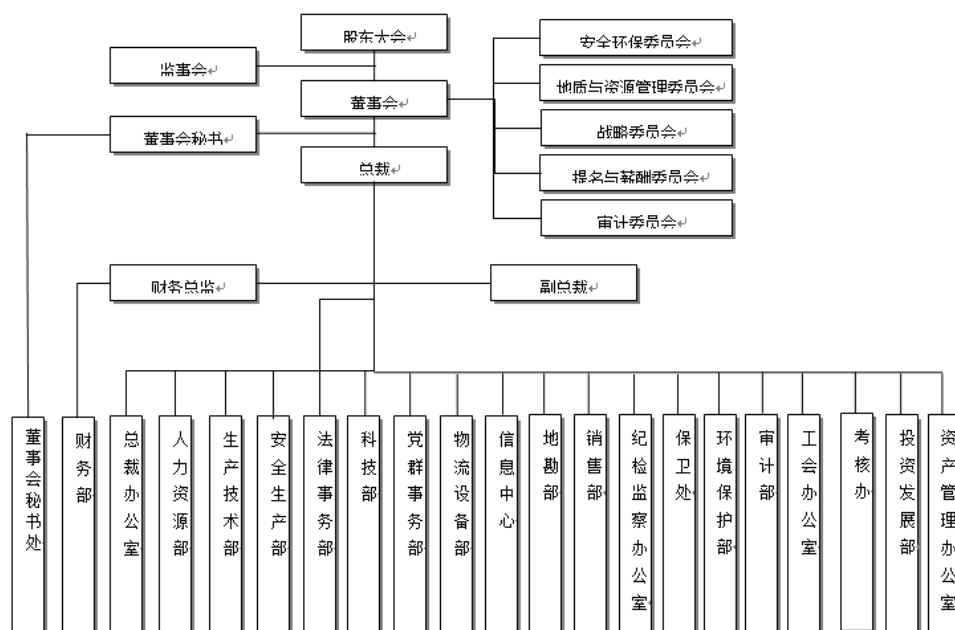 股东大会
监事会
董事会
董事会秘书
总裁
安全环保委员会
地质与资源管理委员会
战略委员会
提名与薪酬委员会
审计委员会
财务总监
副总裁
董事会秘书处
财务部
总裁办公室
人力资源部
生产技术部
安全生产部
法律事务部
科技部
党群事务部
物流设备部
信息中心
地勘部
销售部
纪检监察办公室
保卫处
环境保护部
审计部
工会办公室
考核办
投资发展部
资产管理办公室